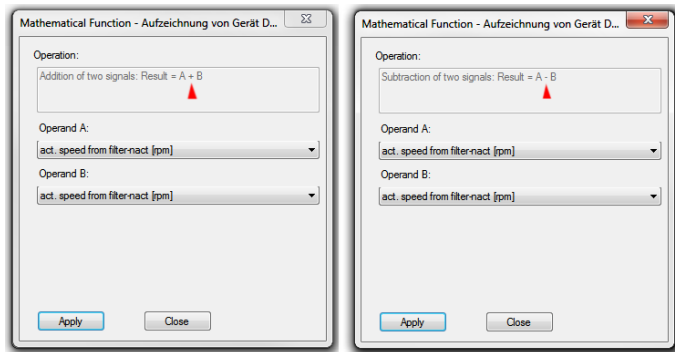 Mathematical Function - Aufzeichnung von Gerät D...
Operation:
Addition of two signals: Result = A + B
Operand A:
act. speed from filter-nact [rpm]
Operand B:
act. speed from filter-nact [rpm]
Apply
Close
Mathematical Function - Aufzeichnung von Gerät D...
Operation:
Subtraction of two signals: Result = A - B
Operand A:
act. speed from filter-nact [rpm]
Operand B:
act. speed from filter-nact [rpm]
Apply
Close